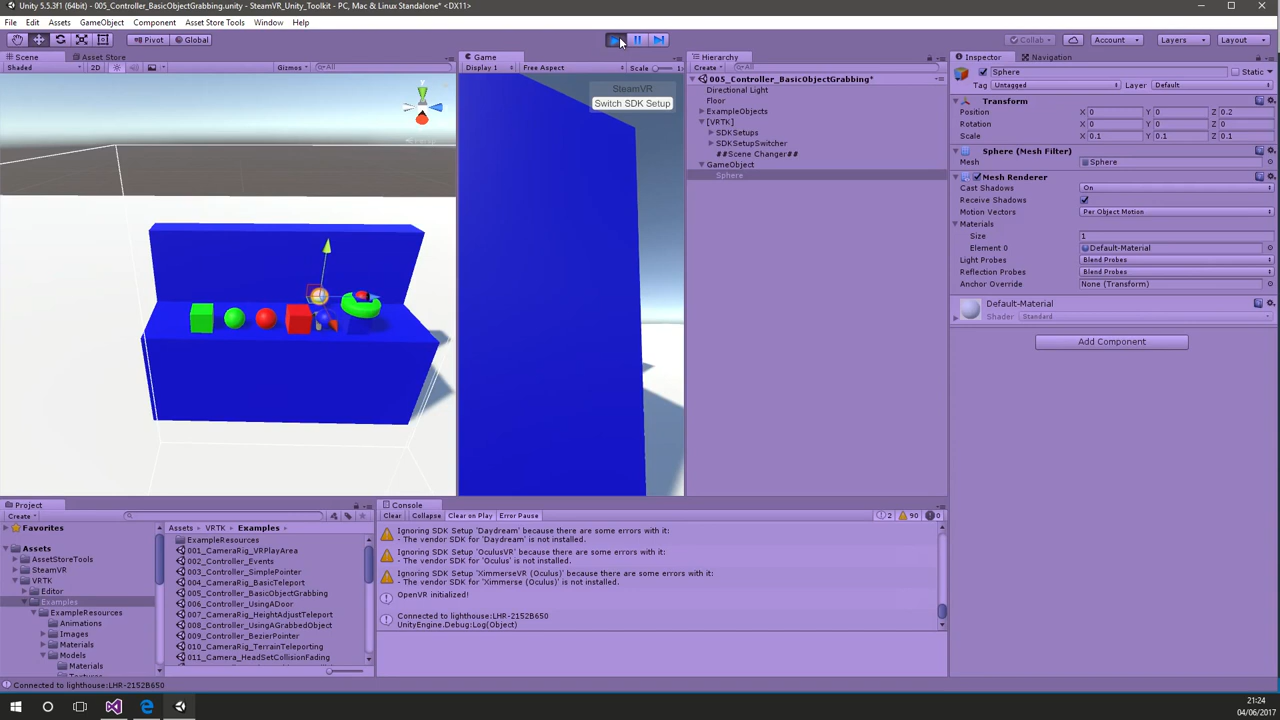 Unity 5.5.3f1 (64bit) - 005_Controller_BasicObjectGrabbing.unity - SteamVR_Unity_Toolkit - PC, Mac & Linux Standalone* <DX11>
File Edit Assets GameObject Component Asset Store Tools Window Help
Pivot Global Collab Account Layers Layout
Scene Asset Store Game Hierarchy Inspector Navigation
Shaded 2D Gizmos All Display 1 Free Aspect Scale 1 Create All
Sphere Static
Tag Untagged Layer Default
005_Controller_BasicObjectGrabbing*
Directional Light
Floor
ExampleObjects
[VRTK]
SDKSetups
SDKSetupSwitcher
##Scene Changer##
GameObject
Sphere
SteamVR
Switch SDK Setup
Transform
Position X 0 Y 0 Z 0.2
Rotation X 0 Y 0 Z 0
Scale X 0.1 Y 0.1 Z 0.1
Sphere (Mesh Filter)
Mesh Sphere
Mesh Renderer
Cast Shadows On
Receive Shadows
Motion Vectors Per Object Motion
Materials
Size 1
Element 0 Default-Material
Light Probes Blend Probes
Reflection Probes Blend Probes
Anchor Override None (Transform)
Default-Material
Shader Standard
Add Component
Project
Create
Favorites
Assets
AssetStoreTools
SteamVR
VRTK
Editor
Examples
ExampleResources
Animations
Images
Materials
Models
Materials
Assets VRTK Examples
ExampleResources
001_CameraRig_VRPlayArea
002_Controller_Events
003_Controller_SimplePointer
004_CameraRig_BasicTeleport
005_Controller_BasicObjectGrabbing
006_Controller_UsingADoor
007_CameraRig_HeightAdjustTeleport
008_Controller_UsingAGrabbedObject
009_Controller_BezierPointer
010_CameraRig_TerrainTeleporting
011_Camera_HeadSetCollisionFading
Console
Clear Collapse Clear on Play Error Pause 2 90 0
Ignoring SDK Setup 'Daydream' because there are some errors with it:
- The vendor SDK for 'Daydream' is not installed.
Ignoring SDK Setup 'OculusVR' because there are some errors with it:
- The vendor SDK for 'Oculus' is not installed.
Ignoring SDK Setup 'XimmerseVR (Oculus)' because there are some errors with it:
- The vendor SDK for 'Ximmerse (Oculus)' is not installed.
OpenVR initialized!
Connected to lighthouse:LHR-2152B650
UnityEngine.Debug:Log(Object)
Connected to lighthouse:LHR-2152B650
21:24
04/06/2017